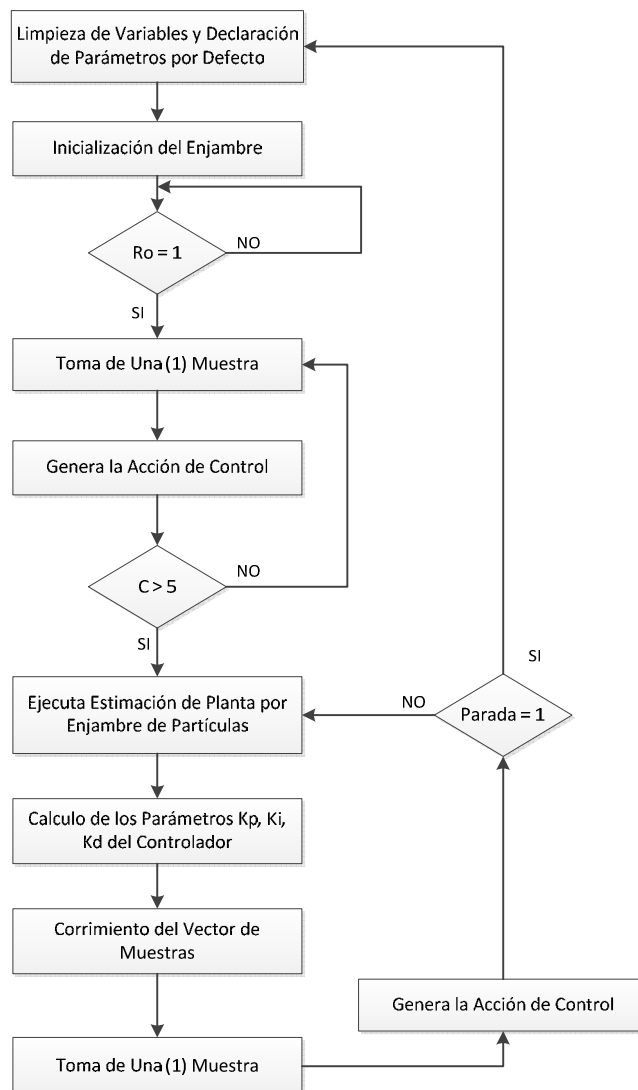 Limpieza de Variables y Declaración
de Parámetros por Defecto
Inicialización del Enjambre
Ro = 1
NO
SI
Toma de Una (1) Muestra
Genera la Acción de Control
C > 5
NO
SI
Ejecuta Estimación de Planta por
Enjambre de Partículas
NO
Parada = 1
SI
Calculo de los Parámetros Kp, Ki,
Kd del Controlador
Corrimiento del Vector de
Muestras
Toma de Una (1) Muestra
Genera la Acción de Control